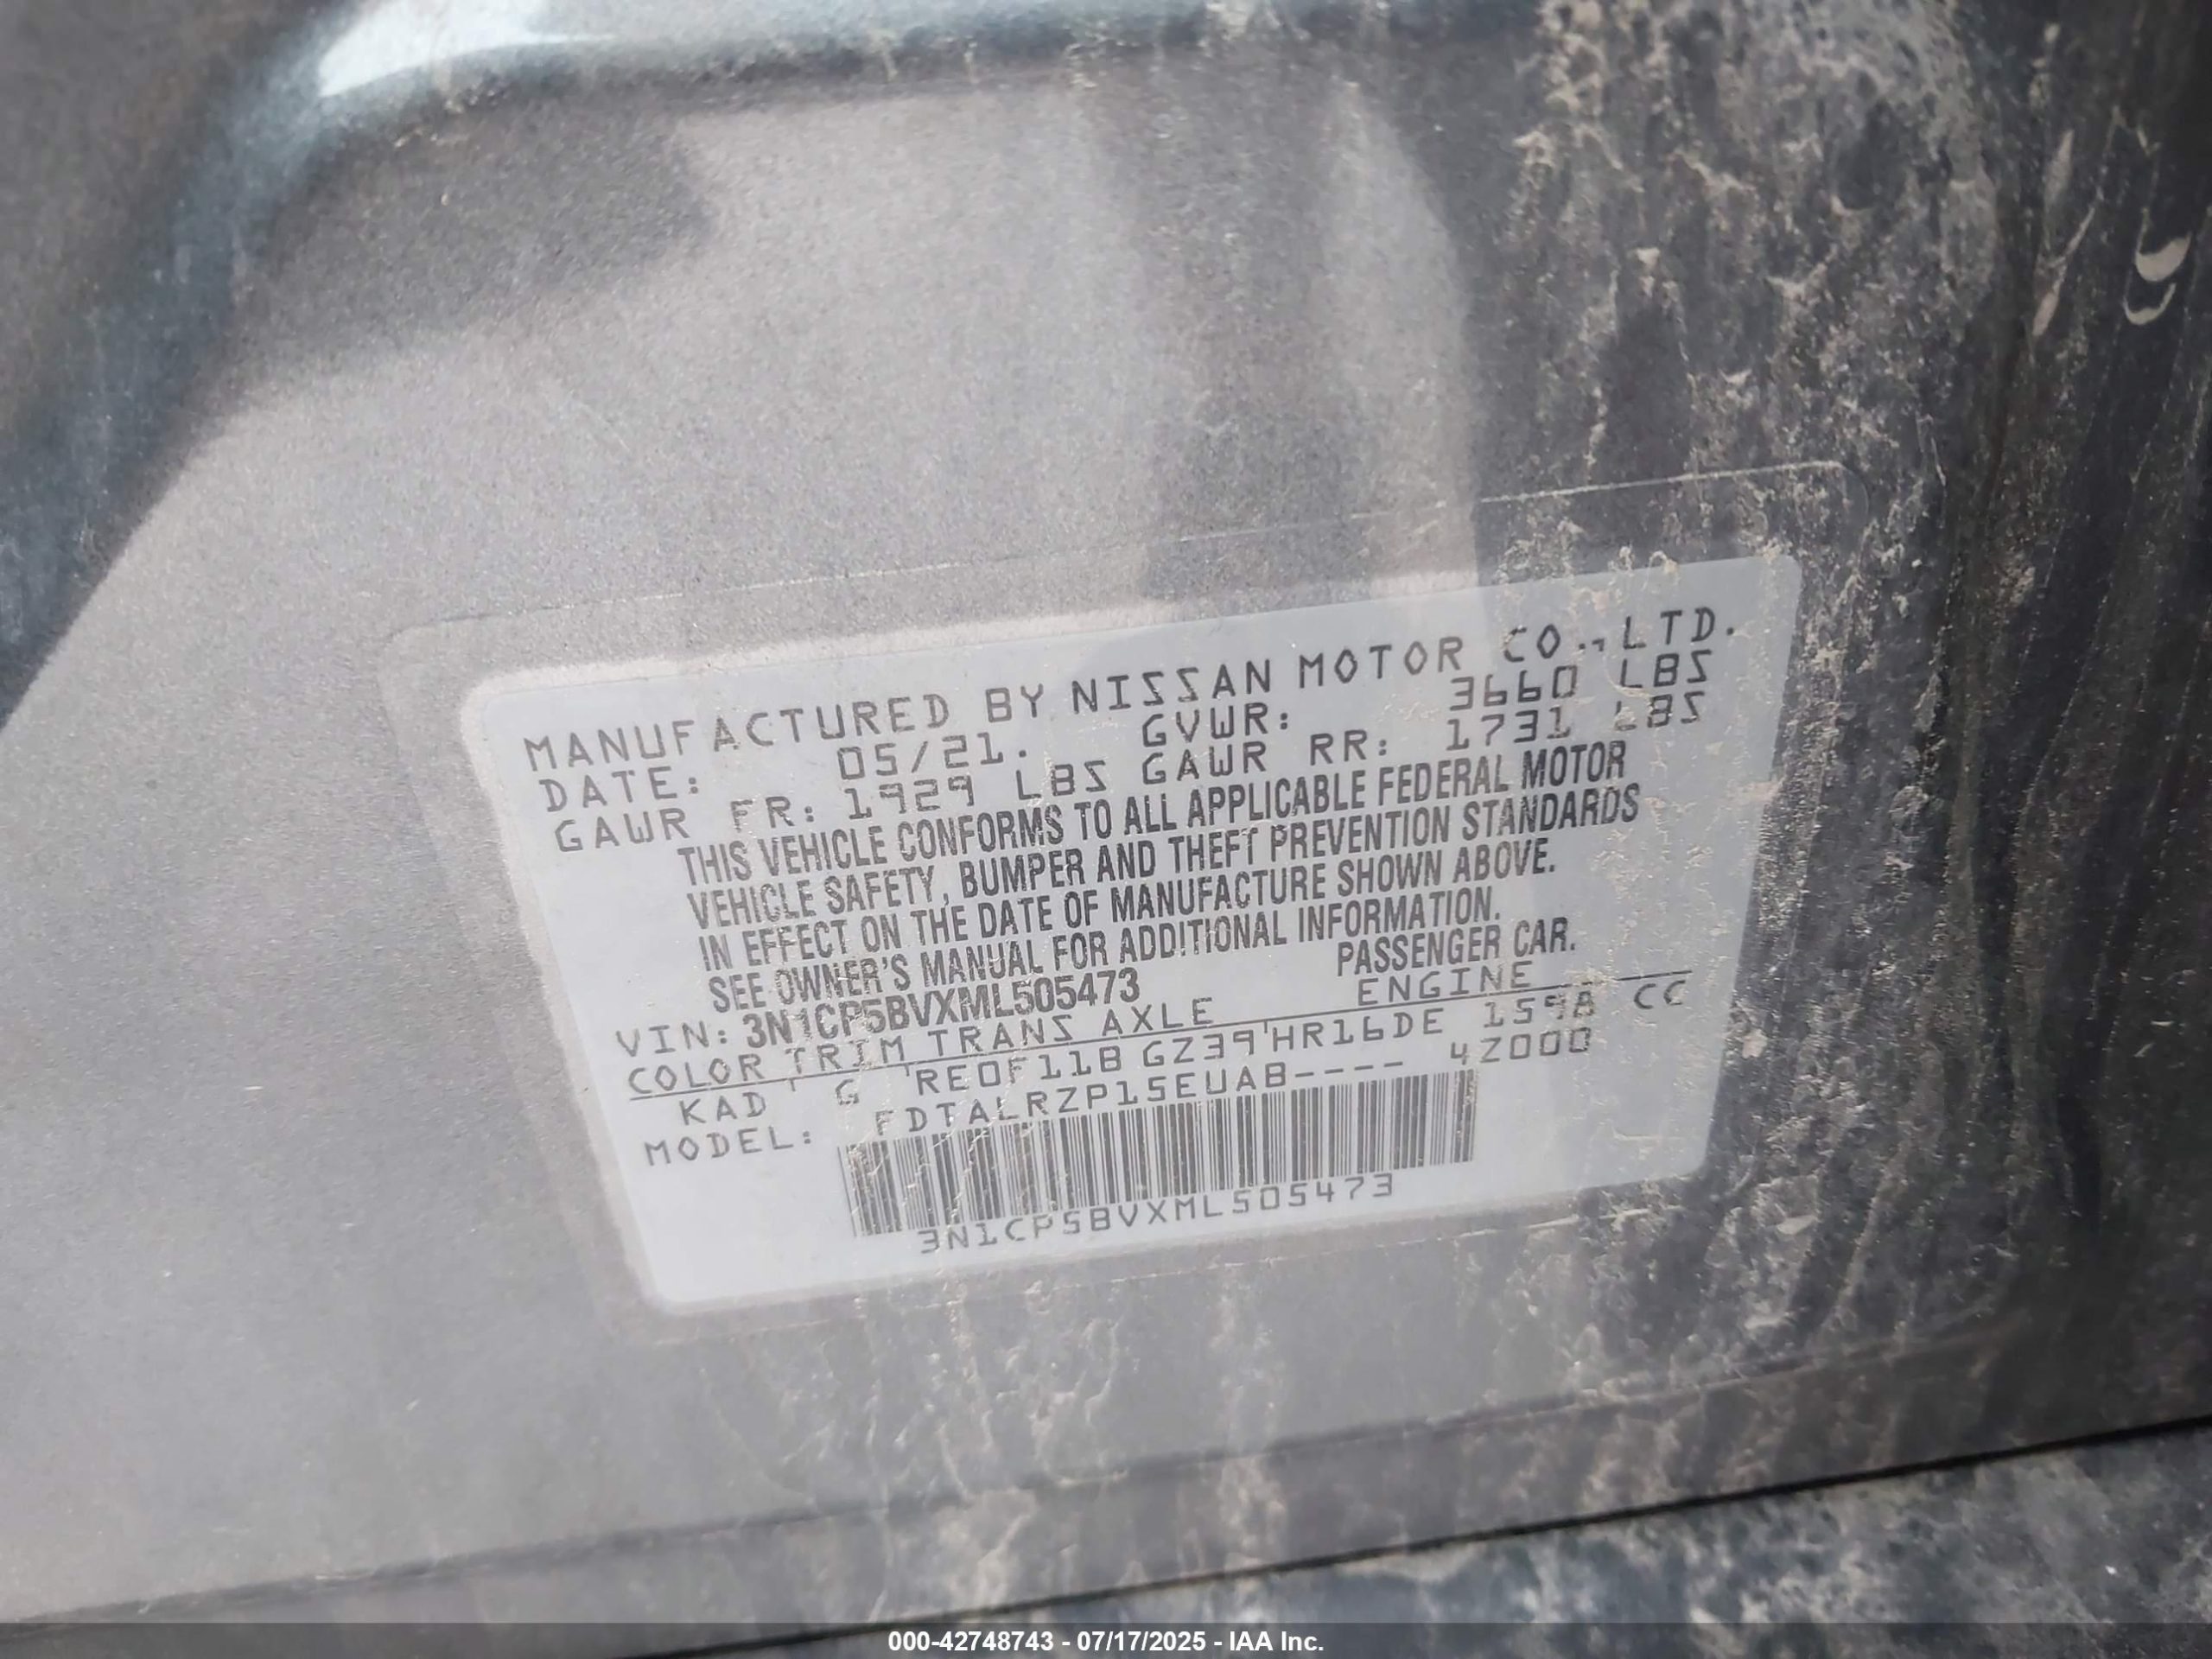 MANUFACTURED BY NISSAN MOTOR CO.,LTD.
DATE: 05/21. GVWR: 3660 LBS
GAWR FR: 1929 LBS GAWR RR: 1731 LBS
THIS VEHICLE CONFORMS TO ALL APPLICABLE FEDERAL MOTOR
VEHICLE SAFETY, BUMPER AND THEFT PREVENTION STANDARDS
IN EFFECT ON THE DATE OF MANUFACTURE SHOWN ABOVE.
SEE OWNER'S MANUAL FOR ADDITIONAL INFORMATION.
VIN: 3N1CP5BVXML505473 PASSENGER CAR.
COLOR TRIM TRANS AXLE ENGINE
KAD G RE0F11B GZ39 HR16DE 1598 CC
MODEL: FDTALRZP15EUAB---- 4Z000
3N1CP5BVXML505473
000-42748743 - 07/17/2025 - IAA Inc.